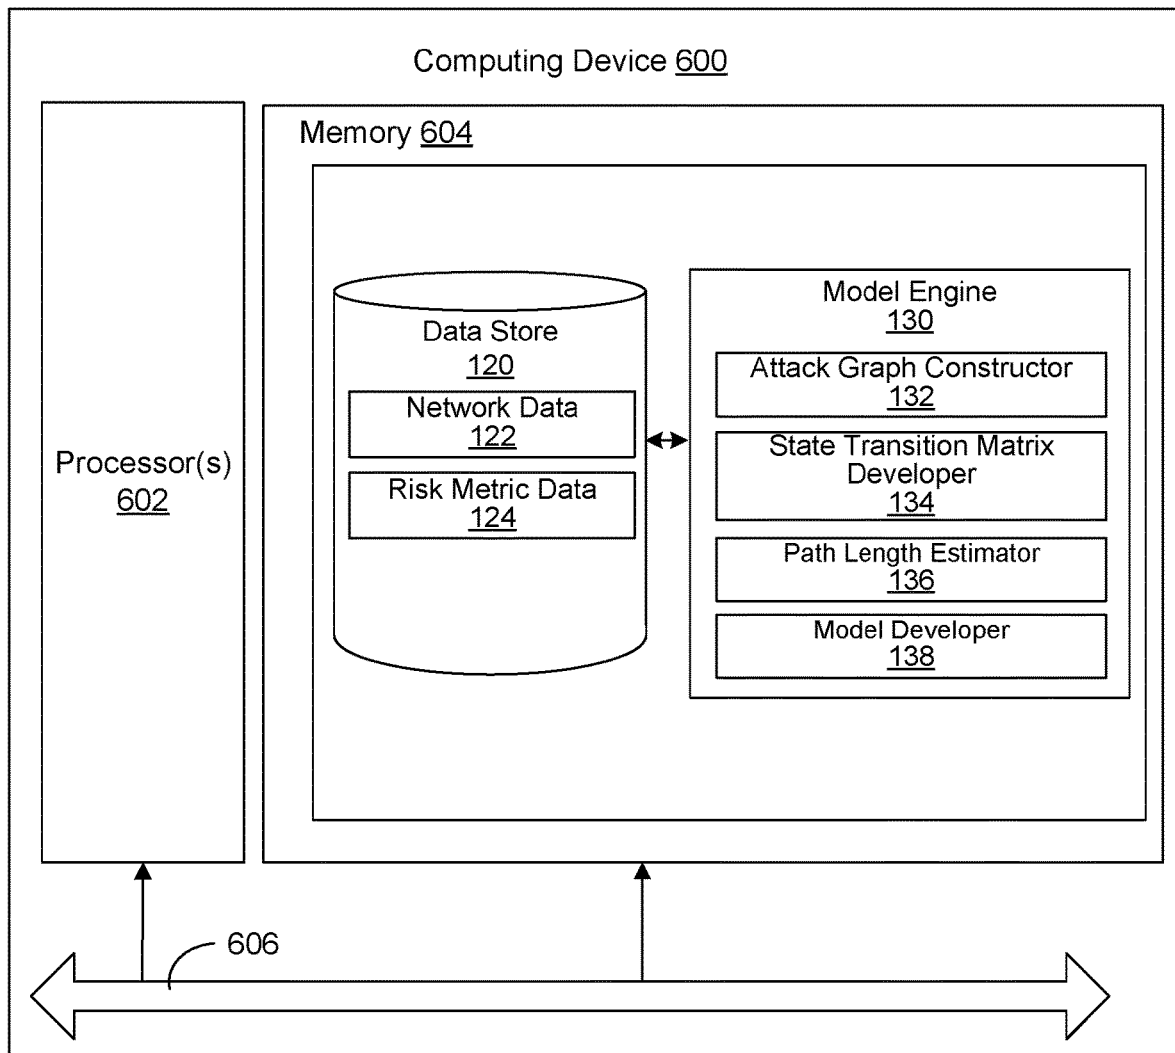 Computing Device 600
Memory 604
Processor(s)
602
Data Store
120
Network Data
122
Risk Metric Data
124
Model Engine
130
Attack Graph Constructor
132
State Transition Matrix
Developer
134
Path Length Estimator
136
Model Developer
138
606